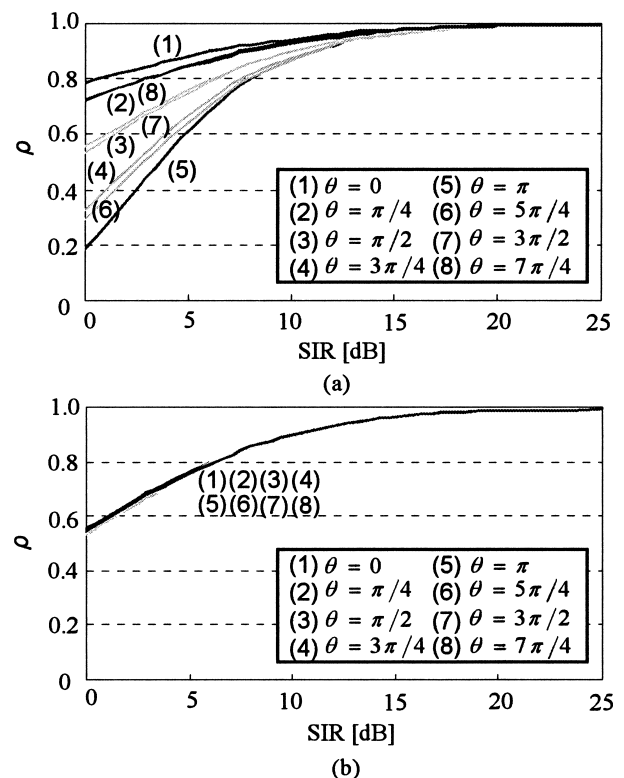 1.0
0.8
0.6
0.4
0.2
0
ρ
(1)
(2) (8)
(3) (7)
(4) (5)
(6)
(1) θ = 0 (5) θ = π
(2) θ = π/4 (6) θ = 5π/4
(3) θ = π/2 (7) θ = 3π/2
(4) θ = 3π/4 (8) θ = 7π/4
0 5 10 15 20 25
SIR [dB]
(a)
1.0
0.8
0.6
0.4
0.2
0
ρ
(1)(2)(3)(4)
(5)(6)(7)(8)
(1) θ = 0 (5) θ = π
(2) θ = π/4 (6) θ = 5π/4
(3) θ = π/2 (7) θ = 3π/2
(4) θ = 3π/4 (8) θ = 7π/4
0 5 10 15 20 25
SIR [dB]
(b)